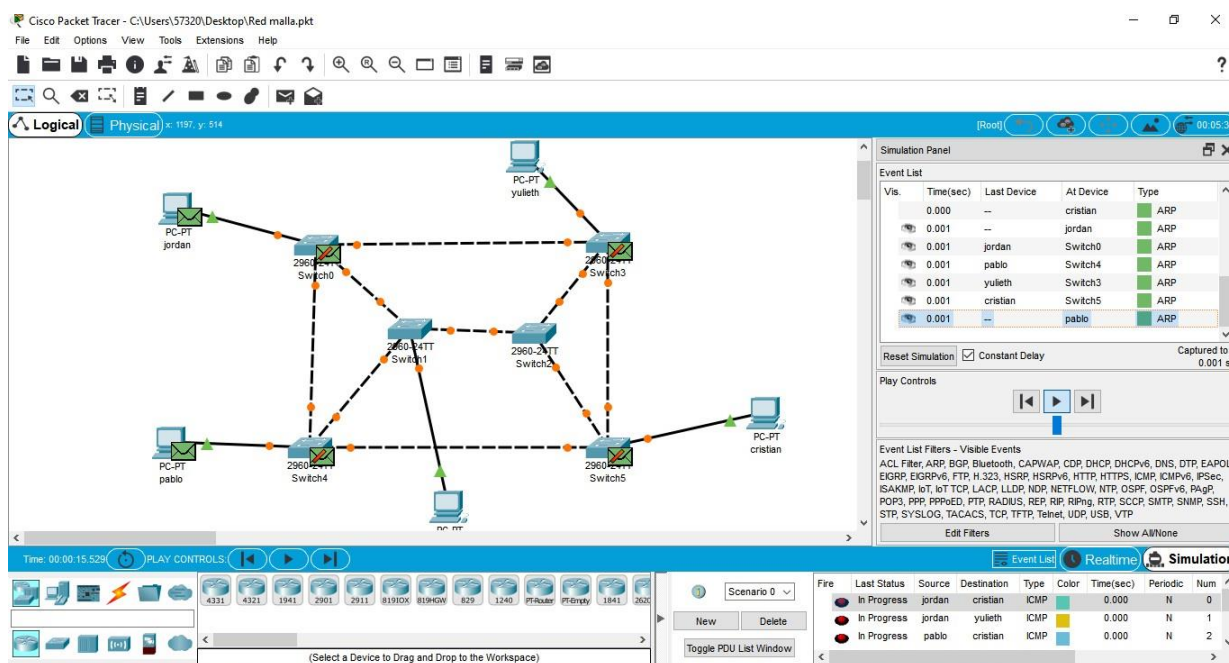 Cisco Packet Tracer - C:\Users\57320\Desktop\Red malla.pkt
File Edit Options View Tools Extensions Help
Logical Physical x: 1197, y: 514 [Root] 00:05:3
PC-PT
yulieth
PC-PT
jordan
2960-24TT
Switch0
Switch3
2960-24TT
Switch1
2960-24TT
Switch2
PC-PT
cristian
PC-PT
pablo
Switch4
Switch5
Simulation Panel
Event List
Vis. Time(sec) Last Device At Device Type
0.000 -- cristian ARP
0.001 -- jordan ARP
0.001 jordan Switch0 ARP
0.001 pablo Switch4 ARP
0.001 yulieth Switch3 ARP
0.001 cristian Switch5 ARP
0.001 -- pablo ARP
Reset Simulation Constant Delay Captured to
0.001 s
Play Controls
Event List Filters - Visible Events
ACL Filter, ARP, BGP, Bluetooth, CAPWAP, CDP, DHCP, DHCPv6, DNS, DTP, EAPOL
EIGRP, EIGRPv6, FTP, H.323, HSRP, HSRPv6, HTTP, HTTPS, ICMP, ICMPv6, IPSec,
ISAKMP, IoT, IoT TCP, LACP, LLDP, NDP, NETFLOW, NTP, OSPF, OSPFv6, PAgP,
POP3, PPP, PPPoED, PTP, RADIUS, REP, RIP, RIPng, RTP, SCCP, SMTP, SNMP, SSH,
STP, SYSLOG, TACACS, TCP, TFTP, Telnet, UDP, USB, VTP
Edit Filters Show All/None
Time: 00:00:15.529 PLAY CONTROLS: Event List Realtime Simulation
4331 4321 1941 2901 2911 819IOX 819HGW 829 1240 PT-Router PT-Empty 1841 2620
(Select a Device to Drag and Drop to the Workspace)
Scenario 0
New Delete
Toggle PDU List Window
Fire Last Status Source Destination Type Color Time(sec) Periodic Num
In Progress jordan cristian ICMP 0.000 N 0
In Progress jordan yulieth ICMP 0.000 N 1
In Progress pablo cristian ICMP 0.000 N 2